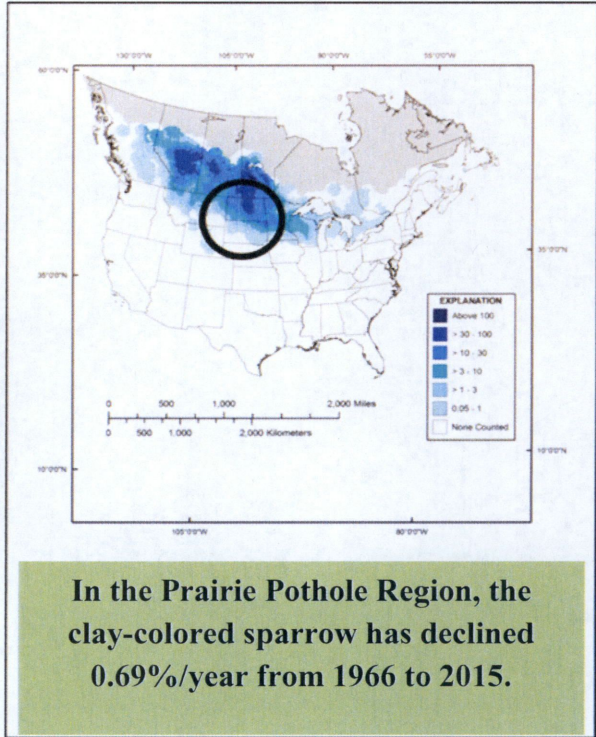 130°0'0"W 105°0'0"W 80°0'0"W 55°0'0"W
60°0'0"N
35°0'0"N
35°0'0"N
EXPLANATION
Above 100
> 30 - 100
> 10 - 30
> 3 - 10
> 1 - 3
0.05 - 1
None Counted
0 500 1,000 2,000 Miles
0 500 1,000 2,000 Kilometers
10°0'0"N
10°0'0"N
105°0'0"W 80°0'0"W
In the Prairie Pothole Region, the
clay-colored sparrow has declined
0.69%/year from 1966 to 2015.